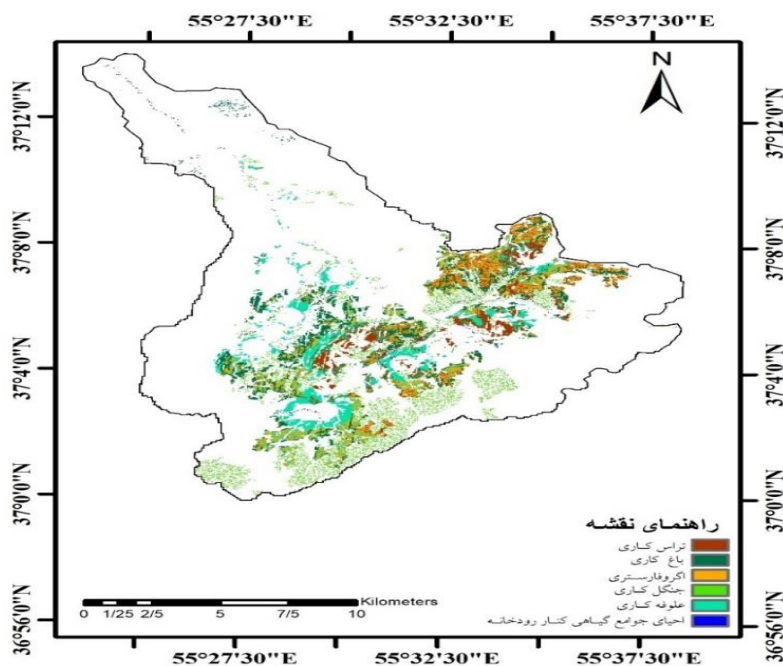 55°27'30"E 55°32'30"E 55°37'30"E
N
37°12'0"N 37°12'0"N
37°8'0"N 37°8'0"N
37°4'0"N 37°4'0"N
37°0'0"N 37°0'0"N
راهنمای نقشه
تراس کاری
باغ کاری
اگروفارستری
جنگل کاری
علوفه کاری
احیای جوامع گیاهی کنار رودخانه
Kilometers
0 1/25 2/5 5 7/5 10
36°56'0"N 36°56'0"N
55°27'30"E 55°32'30"E 55°37'30"E